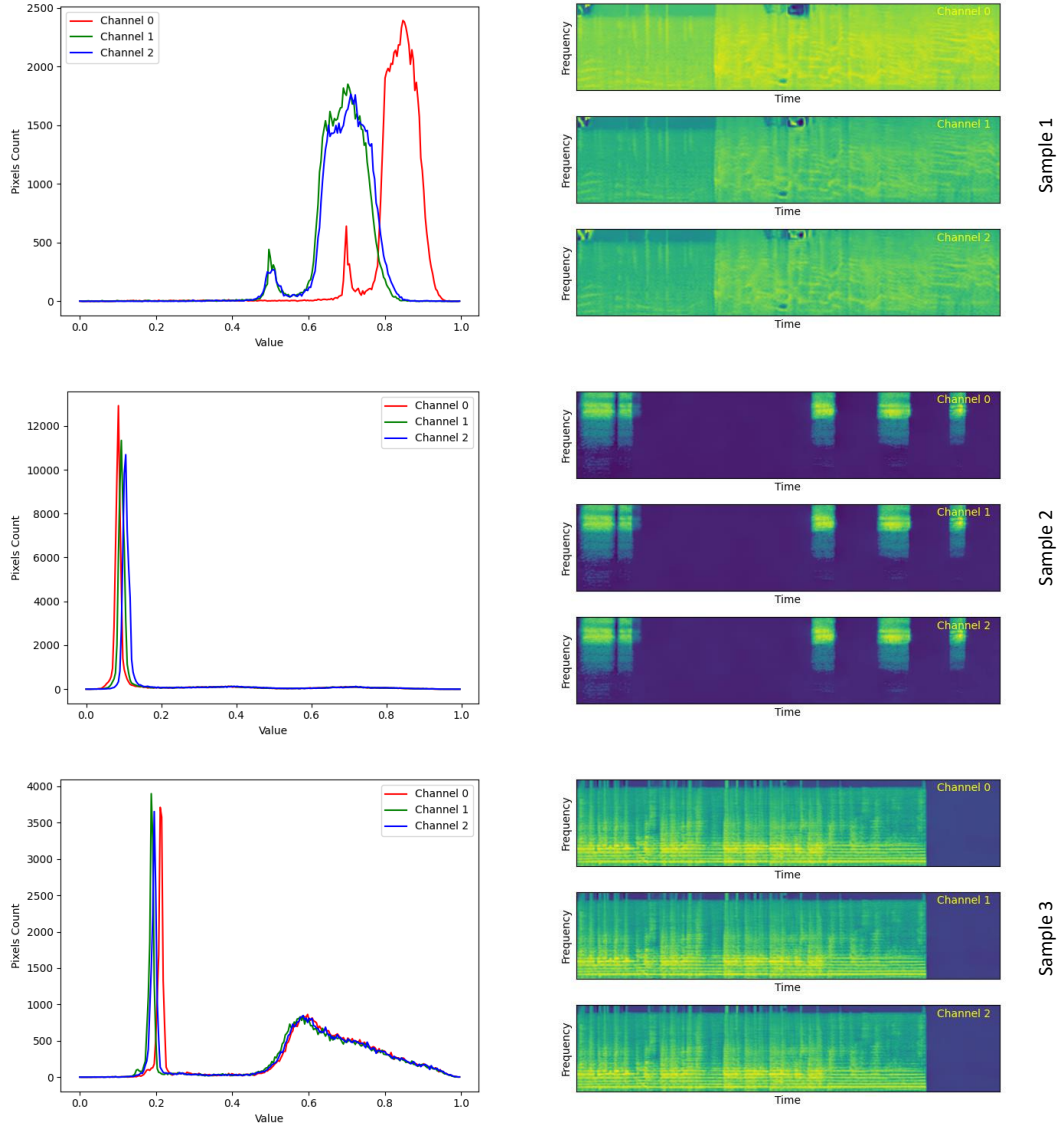 Channel 0
Channel 1
Channel 2
2500
2000
1500
1000
500
0
Pixels Count
0.0 0.2 0.4 0.6 0.8 1.0
Value
Channel 0
Frequency
Time
Channel 1
Frequency
Time
Channel 2
Frequency
Time
Sample 1
Channel 0
Channel 1
Channel 2
12000
10000
8000
6000
4000
2000
0
Pixels Count
0.0 0.2 0.4 0.6 0.8 1.0
Value
Channel 0
Frequency
Time
Channel 1
Frequency
Time
Channel 2
Frequency
Time
Sample 2
Channel 0
Channel 1
Channel 2
4000
3500
3000
2500
2000
1500
1000
500
0
Pixels Count
0.0 0.2 0.4 0.6 0.8 1.0
Value
Channel 0
Frequency
Time
Channel 1
Frequency
Time
Channel 2
Frequency
Time
Sample 3